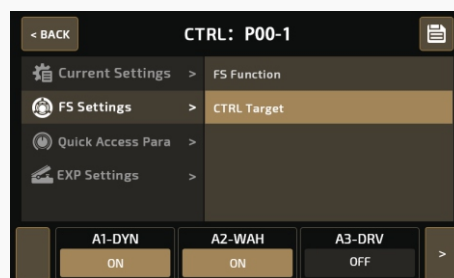 < BACK
CTRL: P00-1
Current Settings >
FS Function
FS Settings >
CTRL Target
Quick Access Para >
EXP Settings >
A1-DYN
A2-WAH
A3-DRV
ON
ON
OFF
>